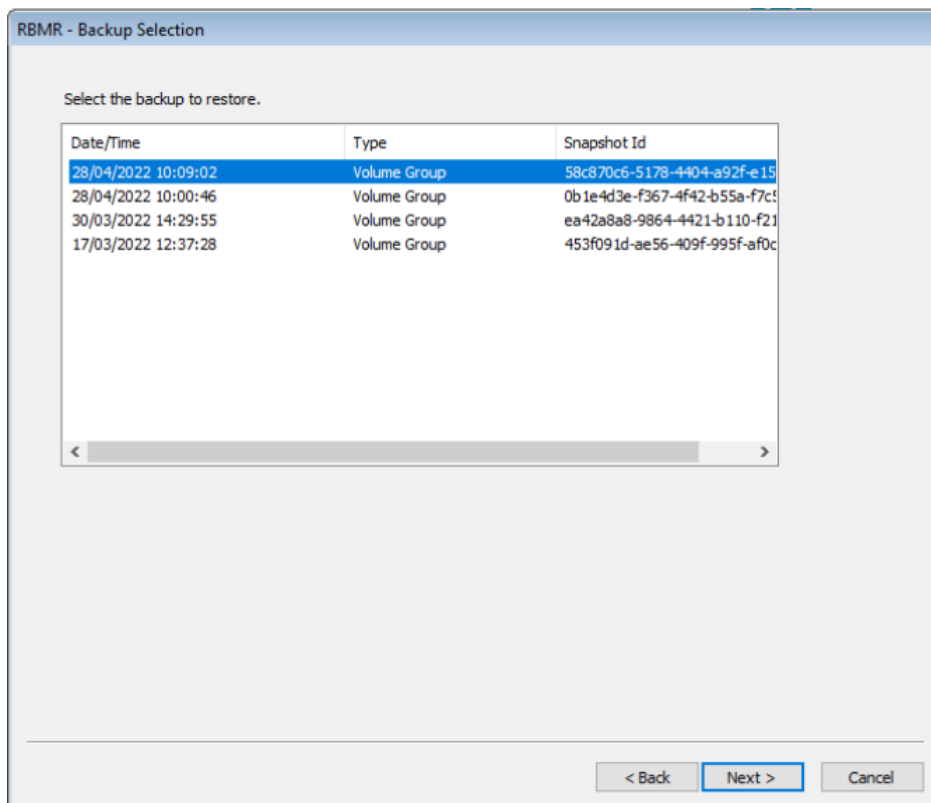 RBMR - Backup Selection
Select the backup to restore.
Date/Time Type Snapshot Id
28/04/2022 10:09:02 Volume Group 58c870c6-5178-4404-a92f-e15
28/04/2022 10:00:46 Volume Group 0b1e4d3e-f367-4f42-b55a-f7c5
30/03/2022 14:29:55 Volume Group ea42a8a8-9864-4421-b110-f21
17/03/2022 12:37:28 Volume Group 453f091d-ae56-409f-995f-af0c
< Back Next > Cancel